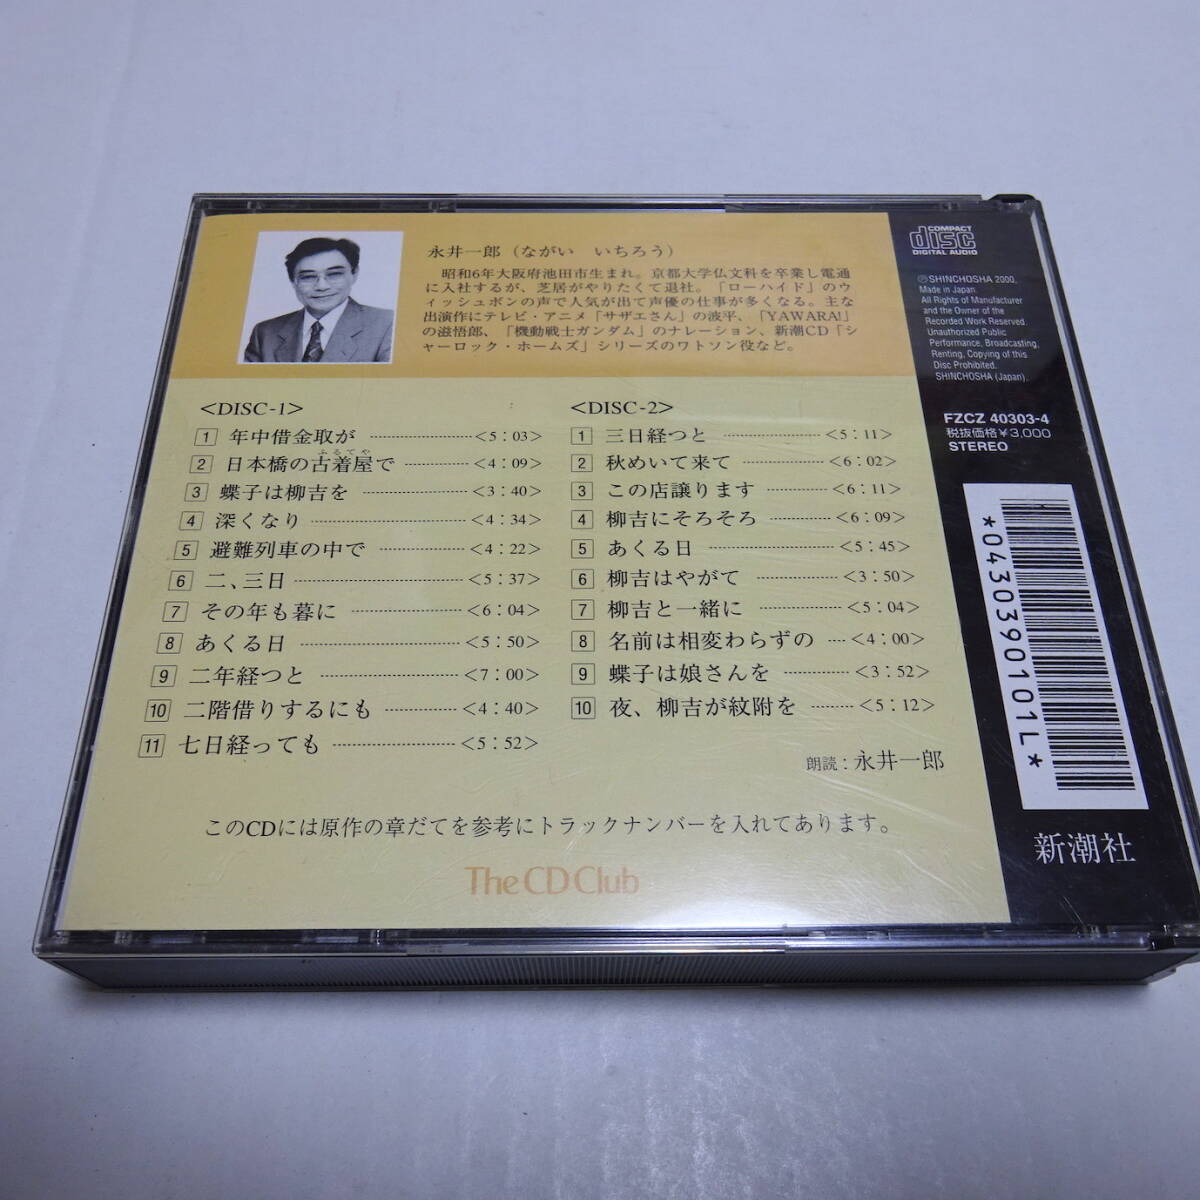 永井一郎（ながい　いちろう）
昭和6年大阪府池田市生まれ。京都大学仏文科を卒業し電通
に入社するが、芝居がやりたくて退社。「ローハイド」のウ
ィッシュボンの声で人気が出て声優の仕事が多くなる。主な
出演作にテレビ・アニメ「サザエさん」の波平、「YAWARA!」
の滋悟郎、「機動戦士ガンダム」のナレーション、新潮CD「シ
ャーロック・ホームズ」シリーズのワトソン役など。
<DISC-1>
1 年中借金取が <5:03>
ふるてや
2 日本橋の古着屋で <4:09>
3 蝶子は柳吉を <3:40>
4 深くなり <4:34>
5 避難列車の中で <4:22>
6 二、三日 <5:37>
7 その年も暮に <6:04>
8 あくる日 <5:50>
9 二年経つと <7:00>
10 二階借りするにも <4:40>
11 七日経っても <5:52>
<DISC-2>
1 三日経つと <5:11>
2 秋めいて来て <6:02>
3 この店譲ります <6:11>
4 柳吉にそろそろ <6:09>
5 あくる日 <5:45>
6 柳吉はやがて <3:50>
7 柳吉と一緒に <5:04>
8 名前は相変わらずの <4:00>
9 蝶子は娘さんを <3:52>
10 夜、柳吉が紋附を <5:12>
朗読：永井一郎
このCDには原作の章だてを参考にトラックナンバーを入れてあります。
The CD Club
COMPACT
disc
DIGITAL AUDIO
ⓅSHINCHOSHA 2000,
Made in Japan.
All Rights of Manufacturer
and the Owner of the
Recorded Work Reserved.
Unauthorized Public
Performance, Broadcasting,
Renting, Copying of this
Disc Prohibited.
SHINCHOSHA (Japan).
FZCZ 40303-4
税抜価格¥3,000
STEREO
*0430390101L*
新潮社